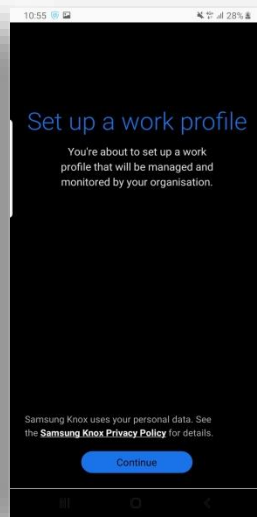 10:55 28%
Set up a work profile
You're about to set up a work
profile that will be managed and
monitored by your organisation.
Samsung Knox uses your personal data. See
the Samsung Knox Privacy Policy for details.
Continue